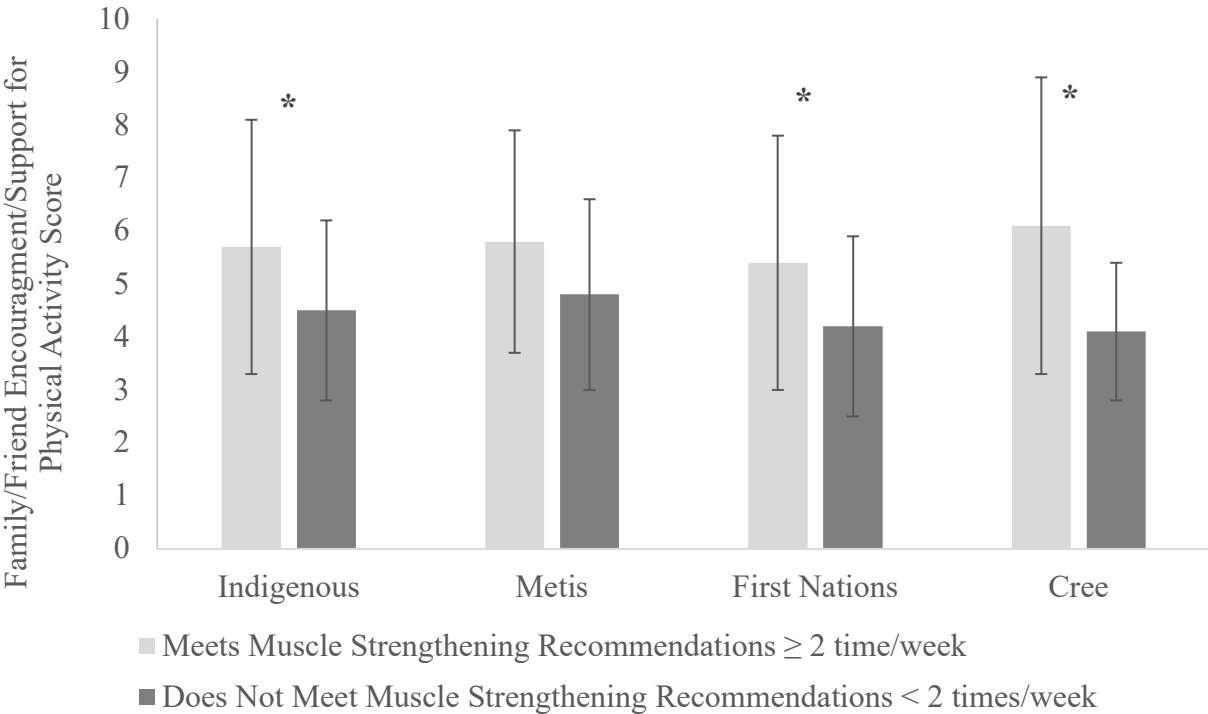 Family/Friend Encouragment/Support for
Physical Activity Score
10
9
8
7
6
5
4
3
2
1
0
*
*
*
Indigenous
Metis
First Nations
Cree
Meets Muscle Strengthening Recommendations ≥ 2 time/week
Does Not Meet Muscle Strengthening Recommendations < 2 times/week